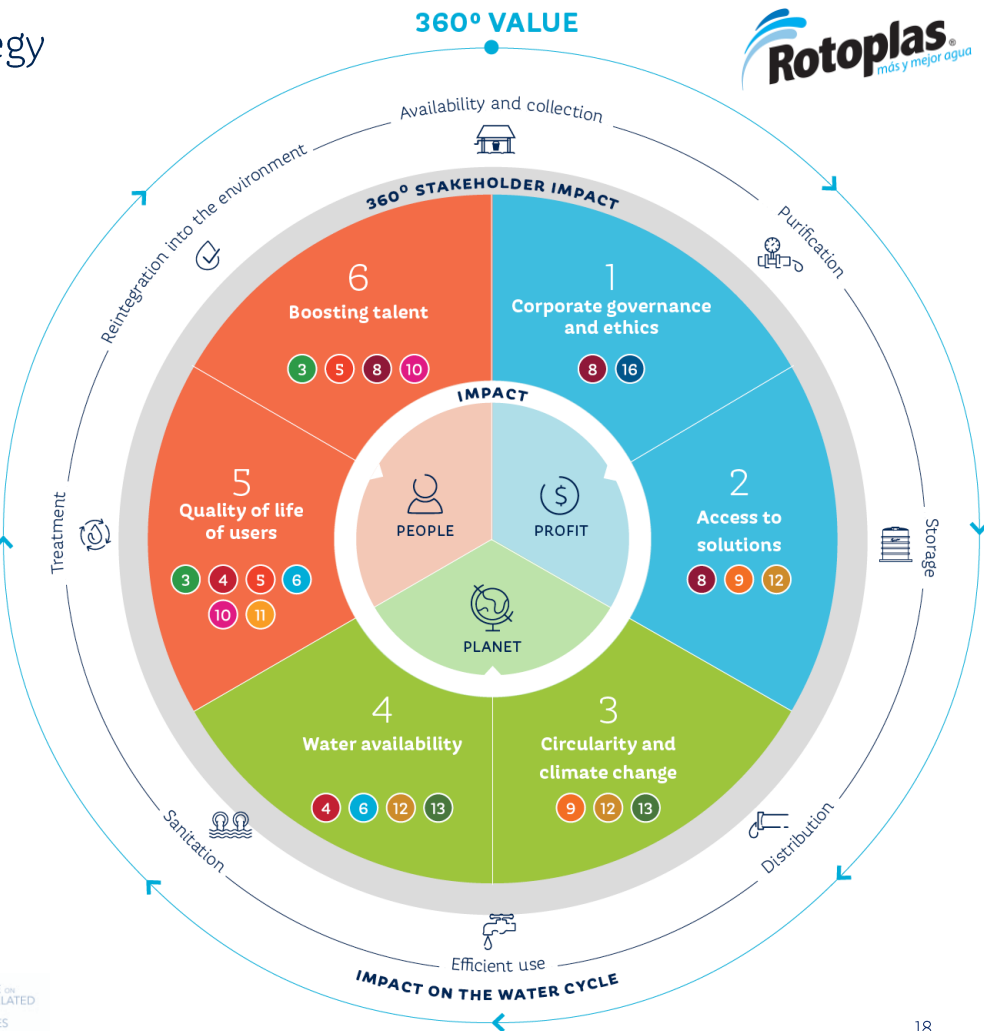 egy
360º VALUE
Rotoplas®
más y mejor agua
Availability and collection
Purification
Storage
Distribution
Efficient use
Sanitation
Treatment
Reintegration into the environment
360º STAKEHOLDER IMPACT
1
Corporate governance
and ethics
8 16
2
Access to
solutions
8 9 12
3
Circularity and
climate change
9 12 13
4
Water availability
4 6 12 13
5
Quality of life
of users
3 4 5 6
10 11
6
Boosting talent
3 5 8 10
IMPACT
PEOPLE
$
PROFIT
PLANET
IMPACT ON THE WATER CYCLE
ON
LATED
ES
18